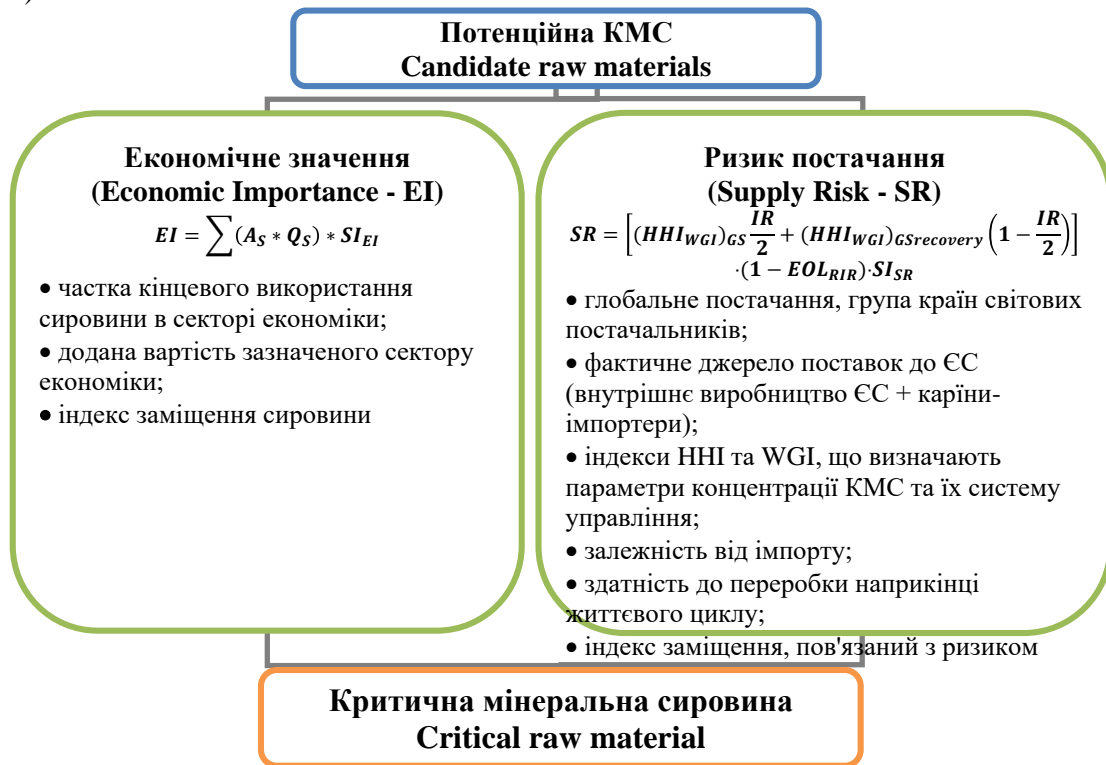 )
Потенційна КМС
Candidate raw materials
Економічне значення
(Economic Importance - EI)
EI = ∑(A_S * Q_S) * SI_EI
• частка кінцевого використання
сировини в секторі економіки;
• додана вартість зазначеного сектору
економіки;
• індекс заміщення сировини
Ризик постачання
(Supply Risk - SR)
SR = [(HHI_WGI)_GS IR/2 + (HHI_WGI)_GSrecovery (1 − IR/2)]
·(1 − EOL_RIR)·SI_SR
• глобальне постачання, група країн світових
постачальників;
• фактичне джерело поставок до ЄС
(внутрішнє виробництво ЄС + карїни-
імпортери);
• індекси HHI та WGI, що визначають
параметри концентрації КМС та їх систему
управління;
• залежність від імпорту;
• здатність до переробки наприкінці
життєвого циклу;
• індекс заміщення, пов'язаний з ризиком
Критична мінеральна сировина
Critical raw material